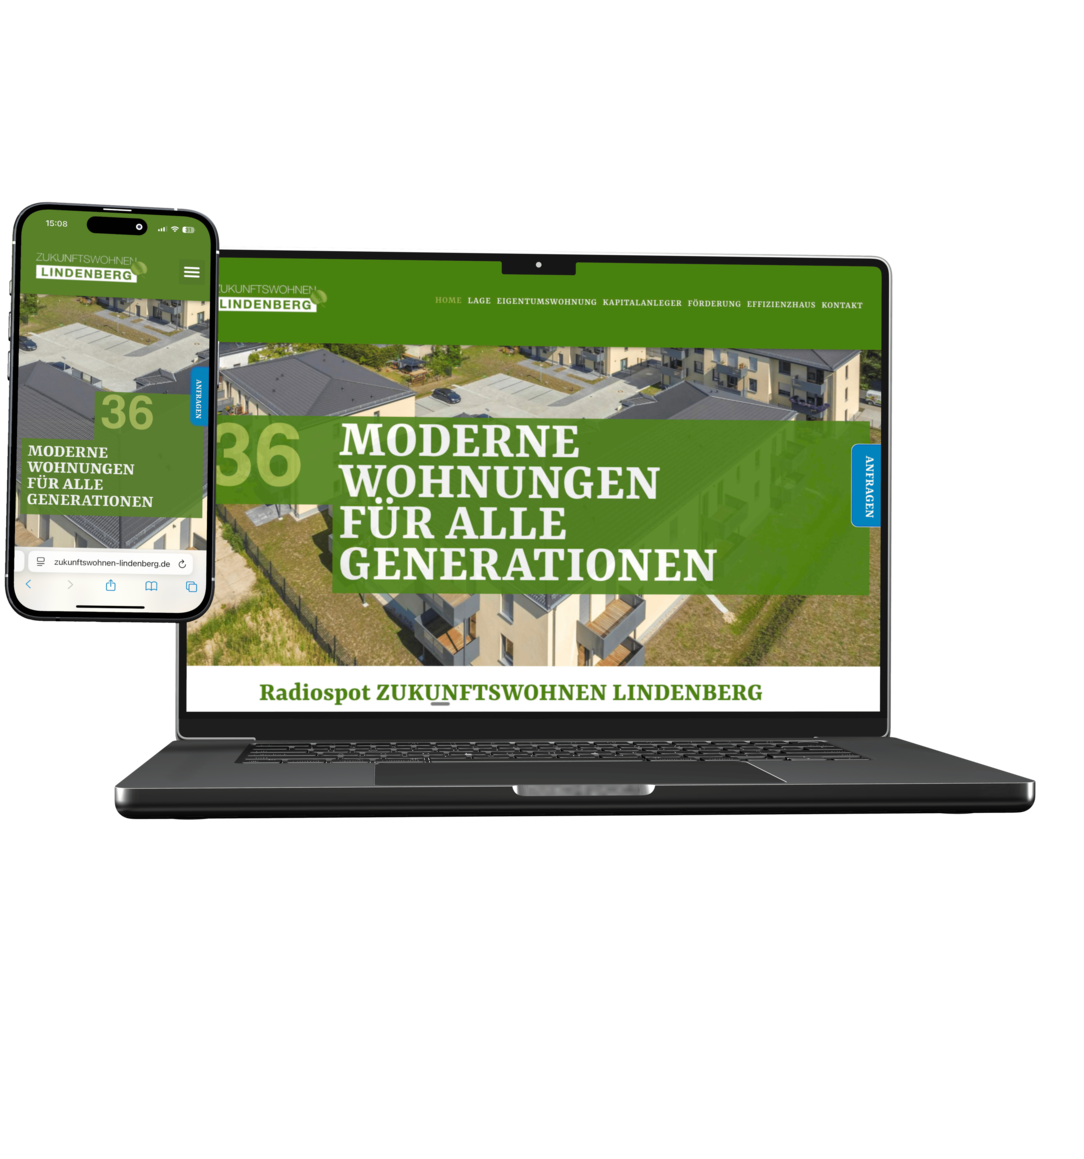 15:08
ZUKUNFTSWOHNEN
LINDENBERG
36
MODERNE
WOHNUNGEN
FÜR ALLE
GENERATIONEN
ANFRAGEN
zukunftswohnen-lindenberg.de
ZUKUNFTSWOHNEN
LINDENBERG
HOME LAGE EIGENTUMSWOHNUNG KAPITALANLEGER FÖRDERUNG EFFIZIENZHAUS KONTAKT
36
MODERNE
WOHNUNGEN
FÜR ALLE
GENERATIONEN
ANFRAGEN
Radiospot ZUKUNFTSWOHNEN LINDENBERG